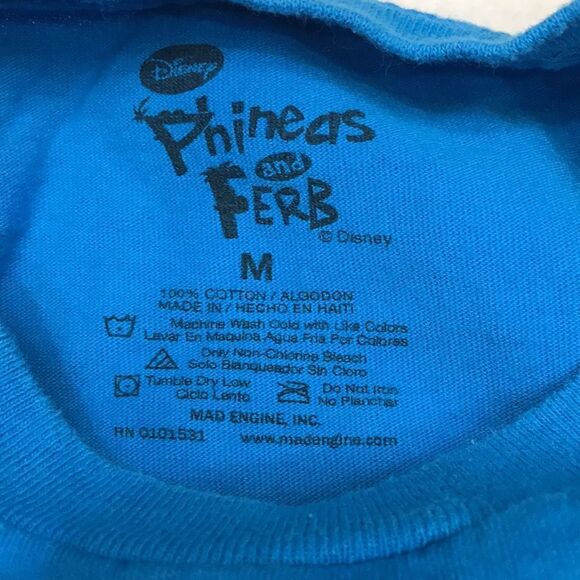 Disney
Phineas
and
FERB
© Disney
M
100% COTTON / ALGODON
MADE IN / HECHO EN HAITI
Machine Wash Cold with Like Colors
Lavar En Maquina Agua Fria Por Colores
Only Non-Chlorine Bleach
Solo Blanqueador Sin Cloro
Tumble Dry Low
Ciclo Lento
Do Not Iron
No Planchar
MAD ENGINE, INC.
RN 0101531 www.madengine.com